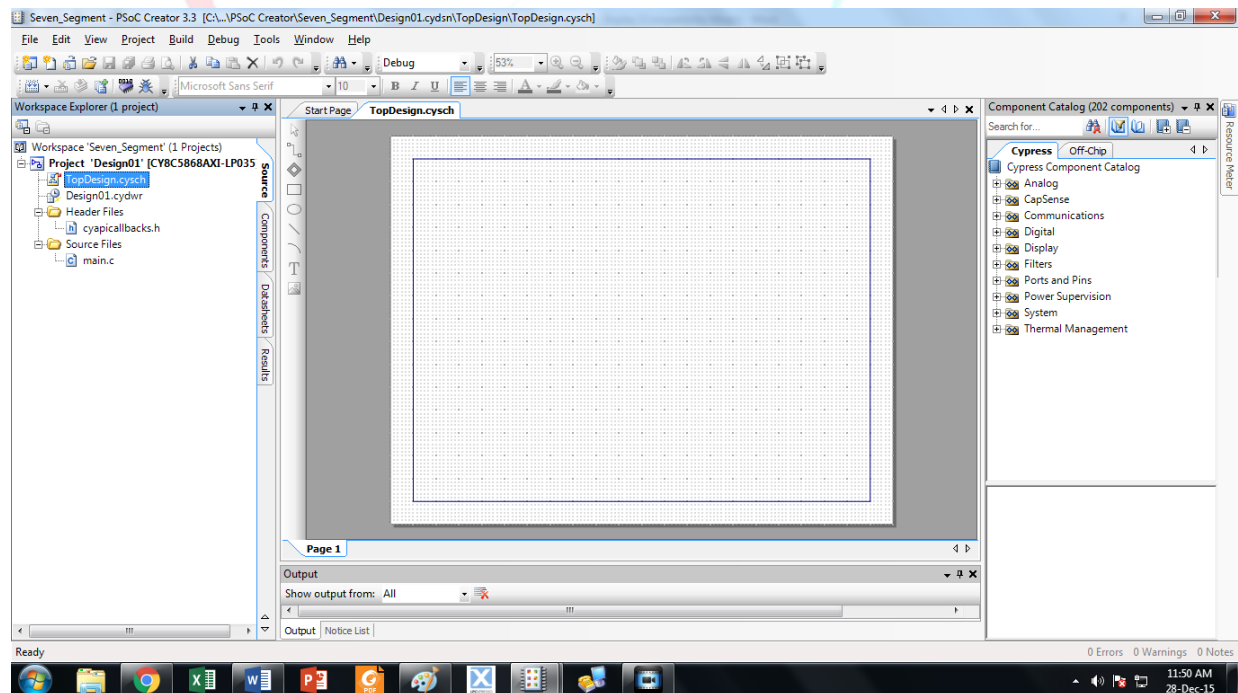 Seven_Segment - PSoC Creator 3.3 [C:\...\PSoC Creator\Seven_Segment\Design01.cydsn\TopDesign\TopDesign.cysch]
File Edit View Project Build Debug Tools Window Help
Debug 53%
Microsoft Sans Serif 10 B I U A
Workspace Explorer (1 project)
Workspace 'Seven_Segment' (1 Projects)
Project 'Design01' [CY8C5868AXI-LP035
TopDesign.cysch
Design01.cydwr
Header Files
cyapicallbacks.h
Source Files
main.c
Source
Components
Datasheets
Results
Start Page TopDesign.cysch
T
Page 1
Output
Show output from: All
Output Notice List
Component Catalog (202 components)
Search for...
Cypress Off-Chip
Cypress Component Catalog
Analog
CapSense
Communications
Digital
Display
Filters
Ports and Pins
Power Supervision
System
Thermal Management
Resource Meter
Ready 0 Errors 0 Warnings 0 Notes
11:50 AM
28-Dec-15